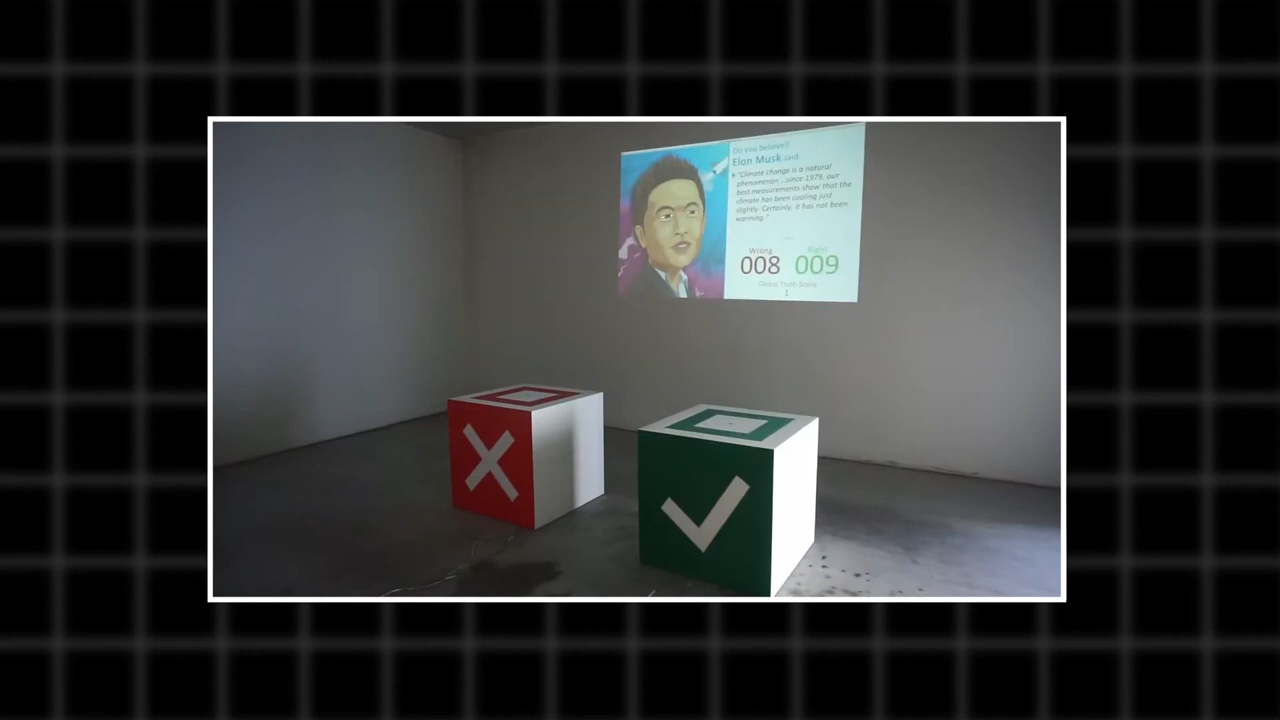 Do you believe?
Elon Musk said
"Climate change is a natural
phenomenon ...since 1979, our
best measurements show that the
climate has been cooling just
slightly. Certainly, it has not been
warming."
Wrong Right
008 009
Global Truth Score
1